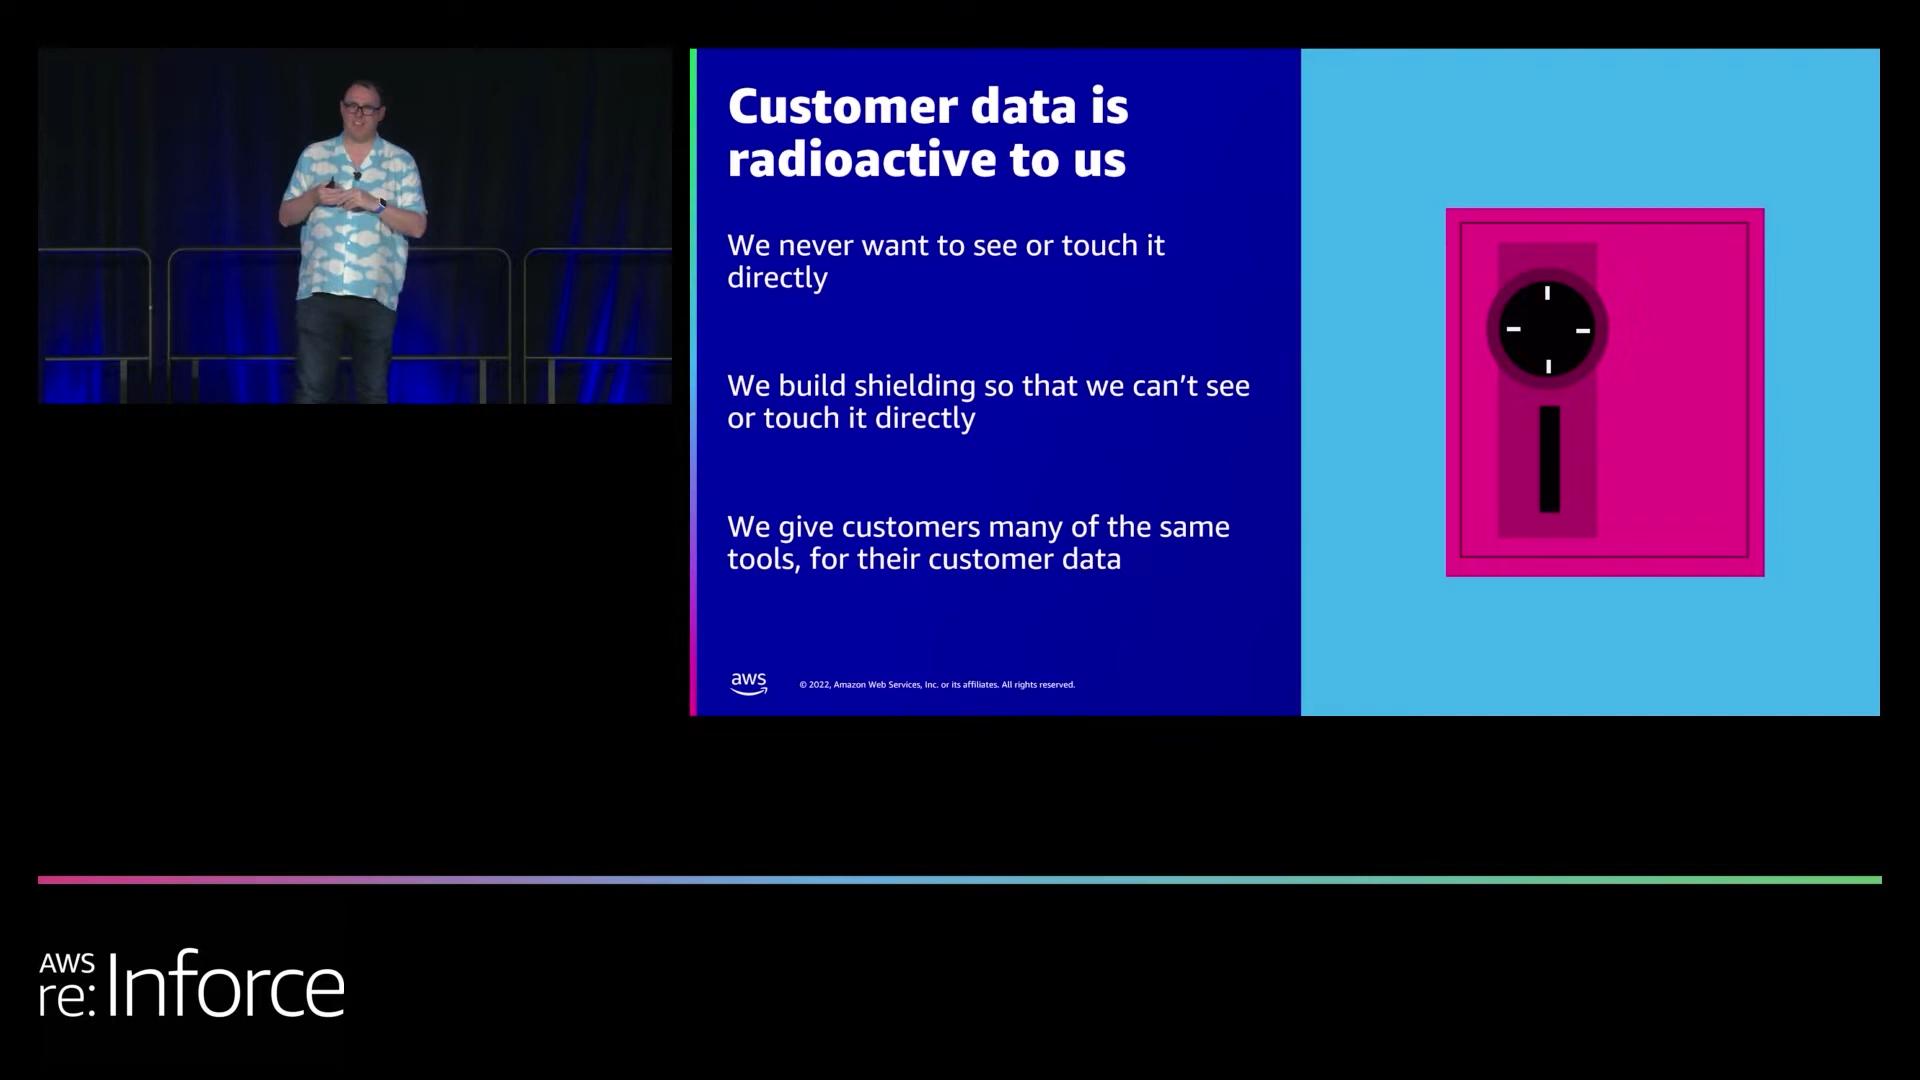 Customer data is
radioactive to us
We never want to see or touch it
directly
We build shielding so that we can’t see
or touch it directly
We give customers many of the same
tools, for their customer data
aws
© 2022, Amazon Web Services, Inc. or its affiliates. All rights reserved.
AWS
re:Inforce